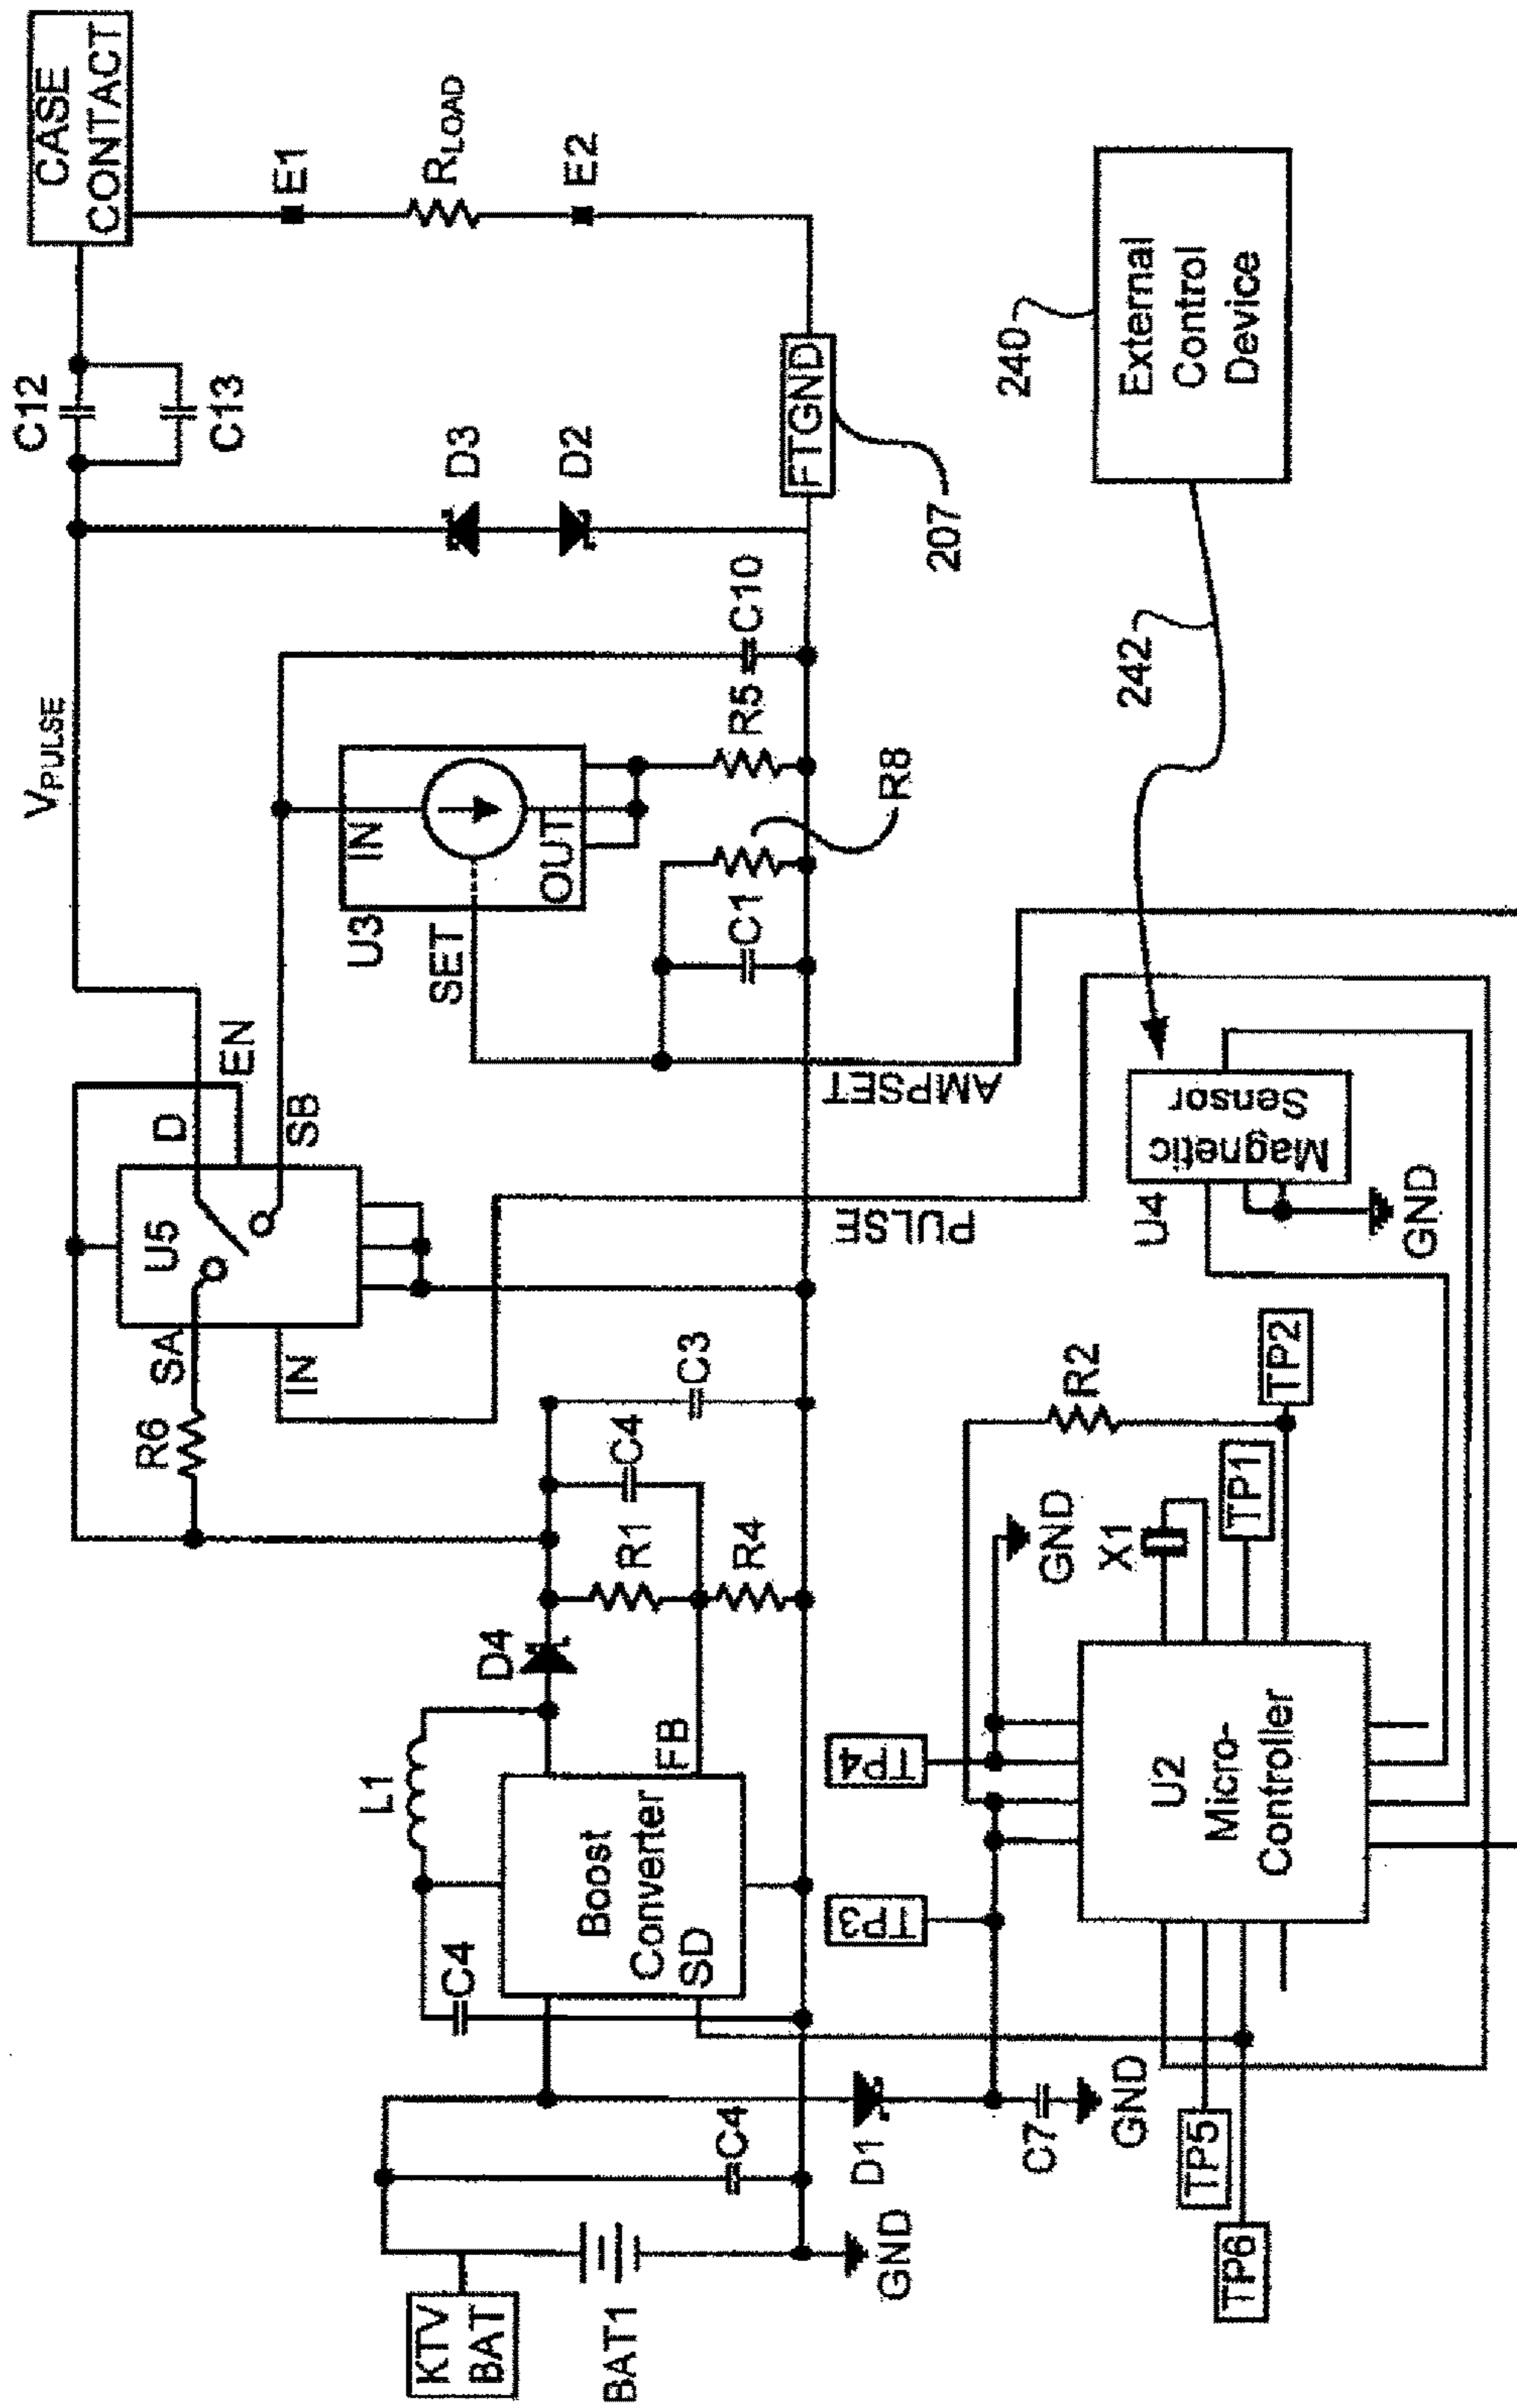 CASE
CONTACT
C12
C13
E1
R_LOAD
E2
V_PULSE
D3
D2
C10
R5
R8
C1
FTGND
207
U3
IN
OUT
SET
AMPSET
U5
D
EN
SB
SA
IN
R6
PULSE
C3
C4
R1
R4
D4
L1
Boost
Converter
FB
SD
C4
C4
KTV
BAT
BAT1
GND
D1
C7
GND
External
Control
Device
240
242
Magnetic
Sensor
U4
GND
R2
TP2
TP1
X1
GND
TP4
TP3
U2
Micro-
Controller
TP5
TP6